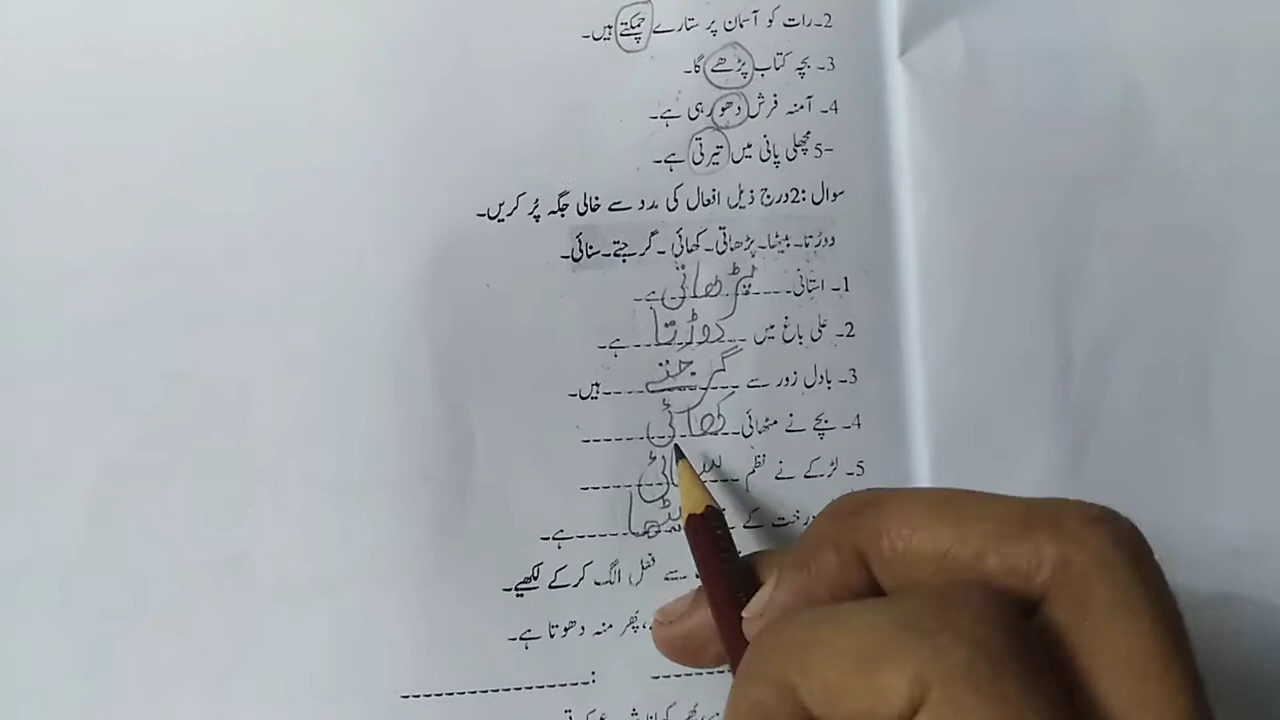 2۔ رات کو آسمان پر ستارے چمکتے ہیں۔
3۔ بچہ کتاب پڑھے گا۔
4۔ آمنہ فرش دھو رہی ہے۔
5۔ مچھلی پانی میں تیرتی ہے۔
سوال :2 درج ذیل افعال کی مدد سے خالی جگہ پُر کریں۔
دوڑتا۔ بیٹھا۔ پڑھاتی۔ کھائی ۔ گرجتے۔ سنائی۔
1۔ استانی پڑھاتی ہے۔
2۔ علی باغ میں دوڑتا ہے۔
3۔ بادل زور سے گرجتے ہیں۔
4۔ بچے نے مٹھائی کھائی
5۔ لڑکے نے نظم سنائی
درخت کے بیٹھا ہے۔
سے فعل الگ کرکے لکھیے۔
پھر منہ دھوتا ہے۔